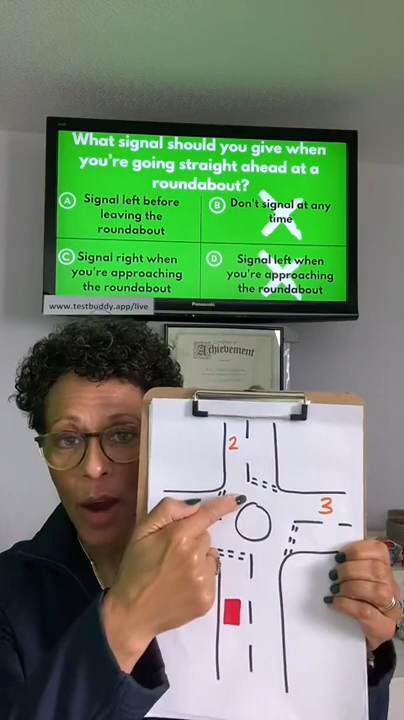 What signal should you give when
you're going straight ahead at a
roundabout?
A Signal left before
leaving the
roundabout
B Don't signal at any
time
C Signal right when
you're approaching
the roundabout
D Signal left when
you're approaching
the roundabout
www.testbuddy.app/live
Panasonic
Achievement
2
3